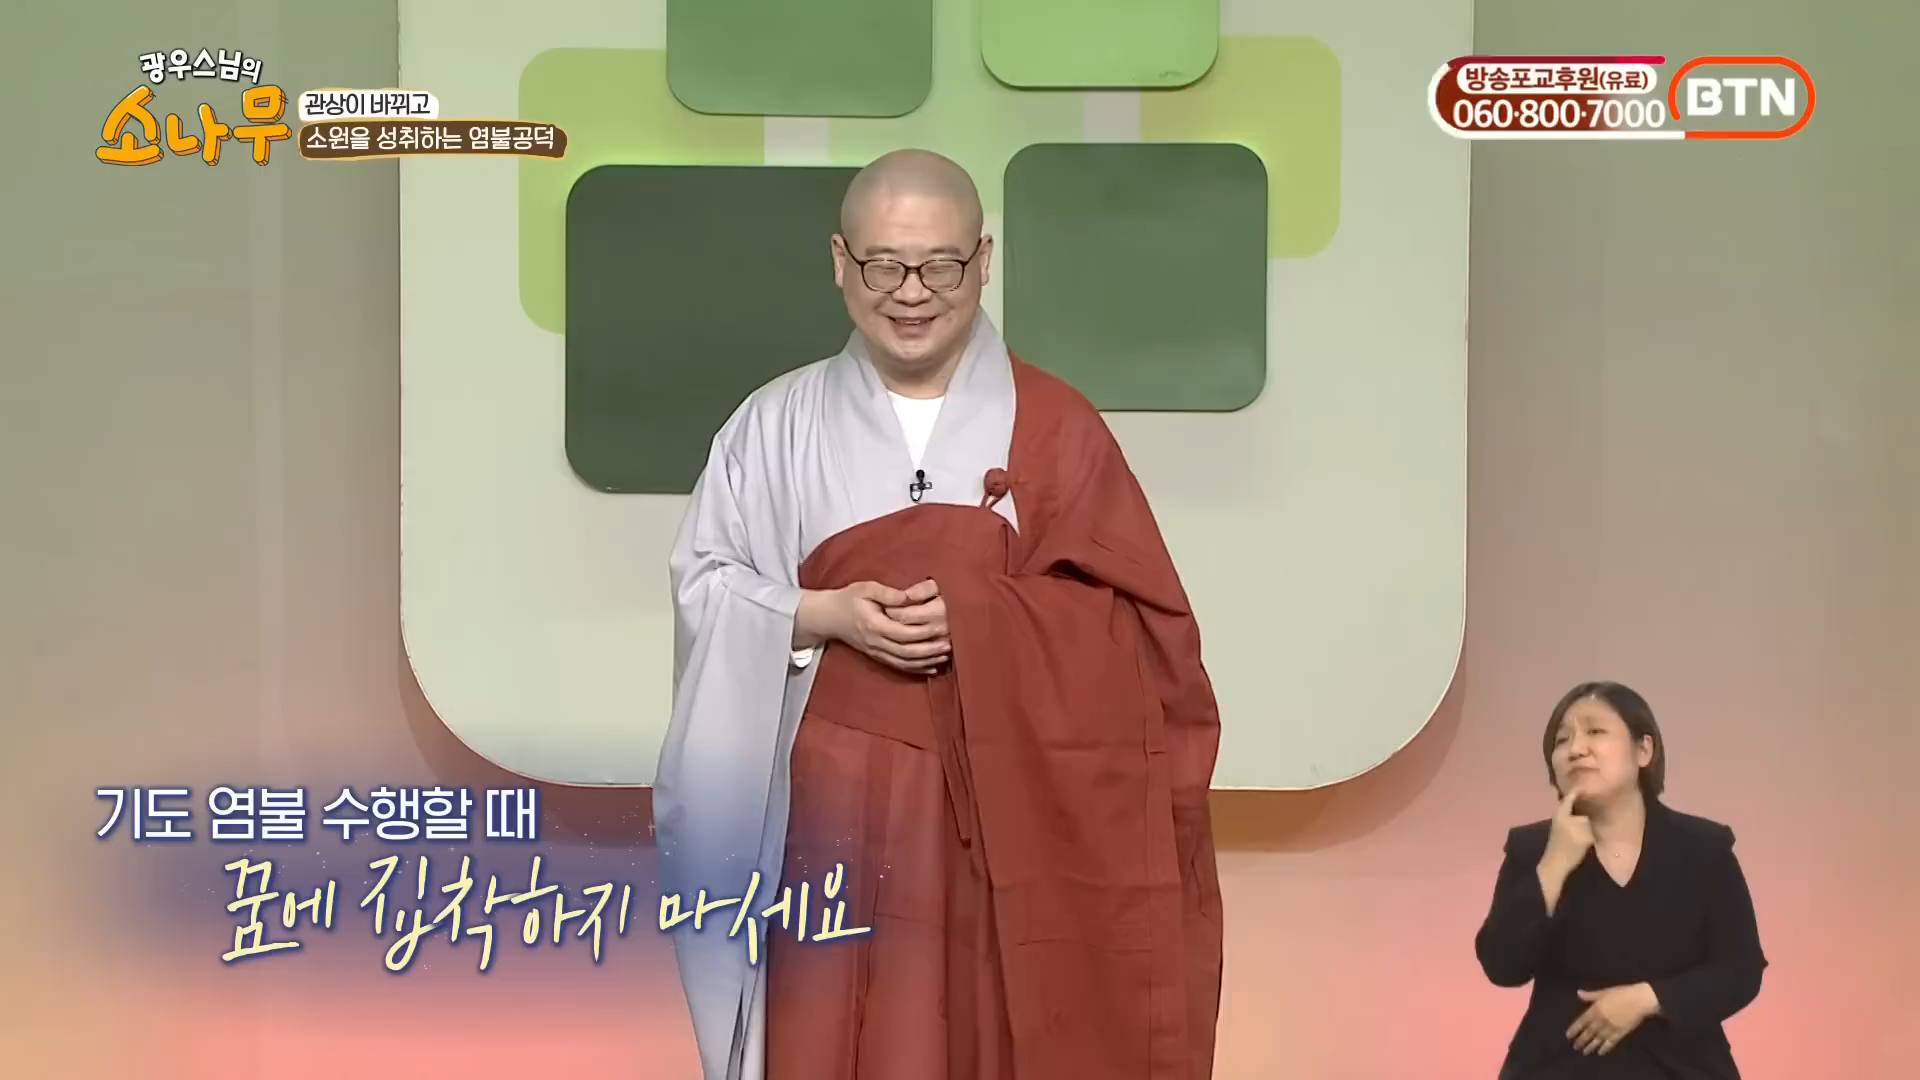 광우스님의
소나무
관상이 바뀌고
소원을 성취하는 염불공덕
방송포교후원(유료)
060·800·7000
BTN
기도 염불 수행할 때
꿈에 집착하지 마세요